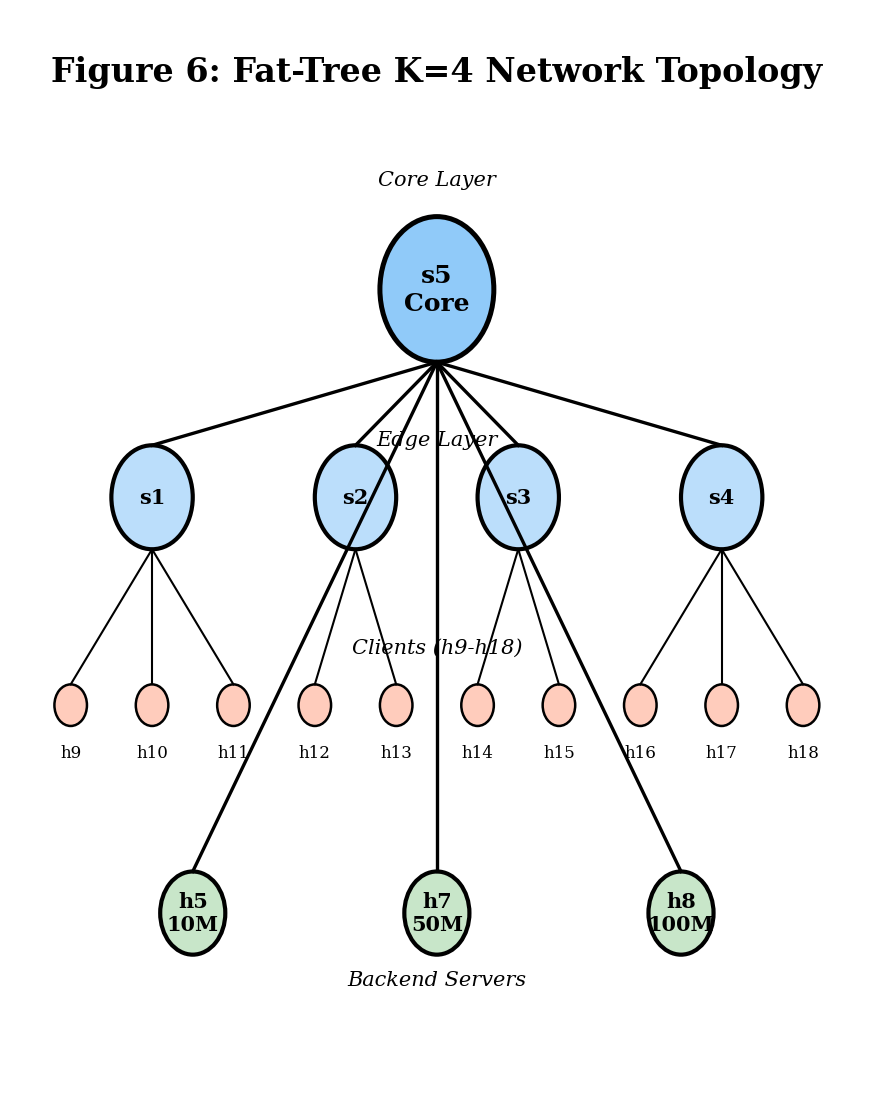 Figure 6: Fat-Tree K=4 Network Topology
Core Layer
s5
Core
Edge Layer
s1
s2
s3
s4
Clients (h9-h18)
h9
h10
h11
h12
h13
h14
h15
h16
h17
h18
h5
10M
h7
50M
h8
100M
Backend Servers